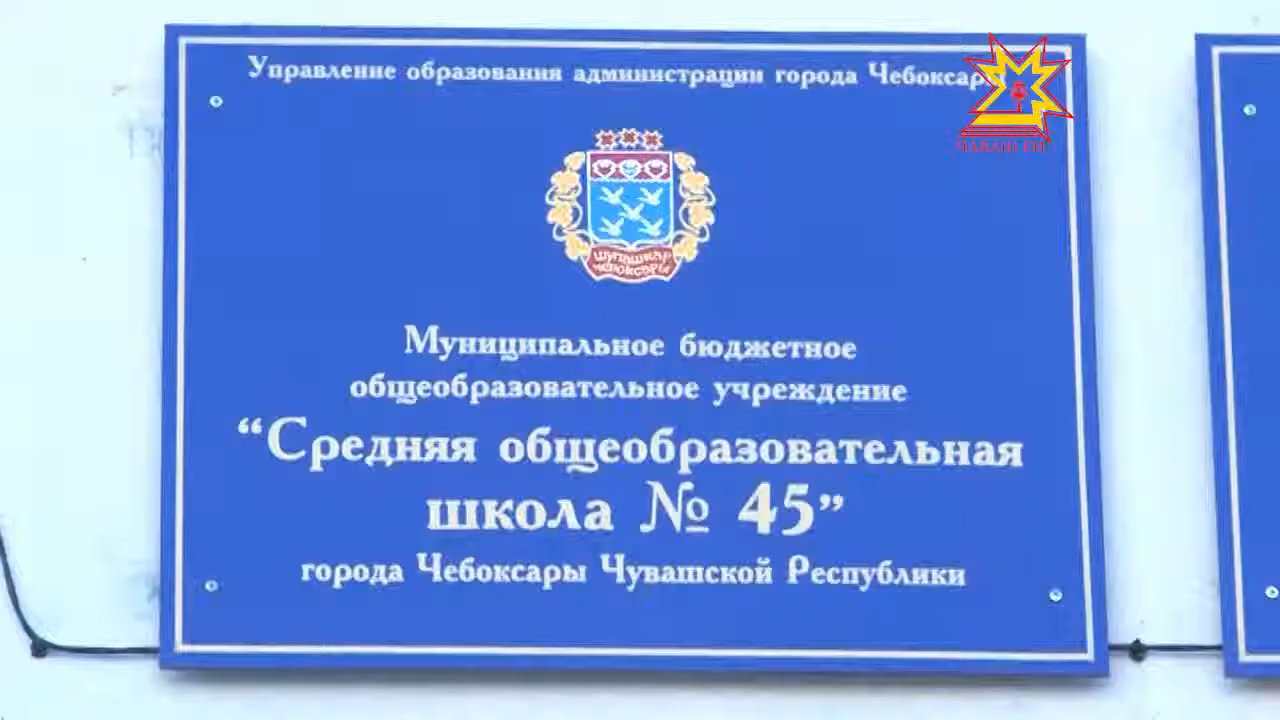 Управление образования администрации города Чебоксары
ШУПАШКАР
ЧЕБОКСАРЫ
Муниципальное бюджетное
общеобразовательное учреждение
“Средняя общеобразовательная
школа № 45”
города Чебоксары Чувашской Республики